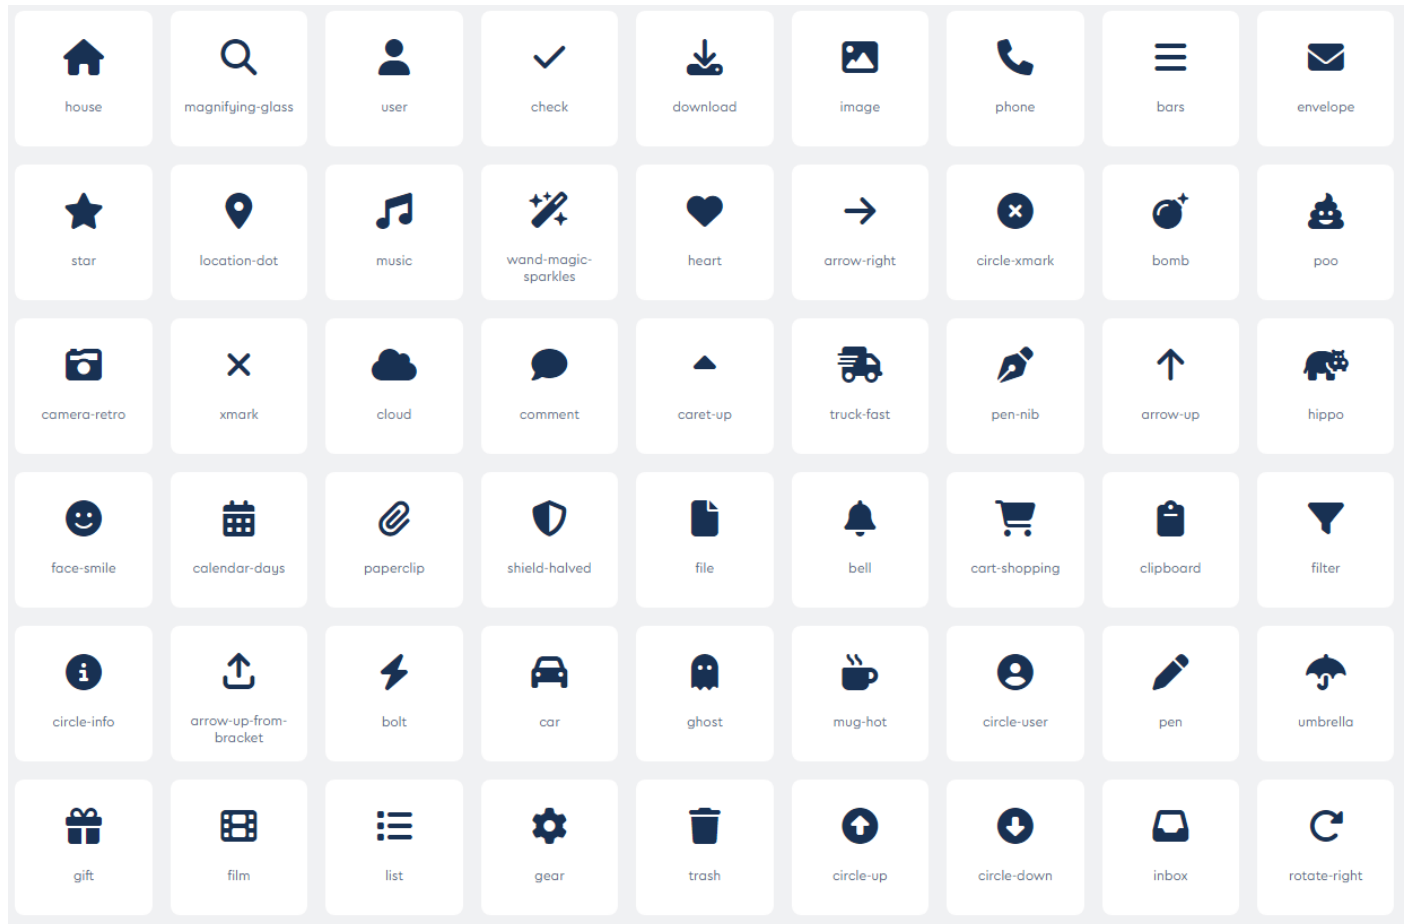 house
magnifying-glass
user
check
download
image
phone
bars
envelope
star
location-dot
music
wand-magic-
sparkles
heart
arrow-right
circle-xmark
bomb
poo
camera-retro
xmark
cloud
comment
caret-up
truck-fast
pen-nib
arrow-up
hippo
face-smile
calendar-days
paperclip
shield-halved
file
bell
cart-shopping
clipboard
filter
circle-info
arrow-up-from-
bracket
bolt
car
ghost
mug-hot
circle-user
pen
umbrella
gift
film
list
gear
trash
circle-up
circle-down
inbox
rotate-right